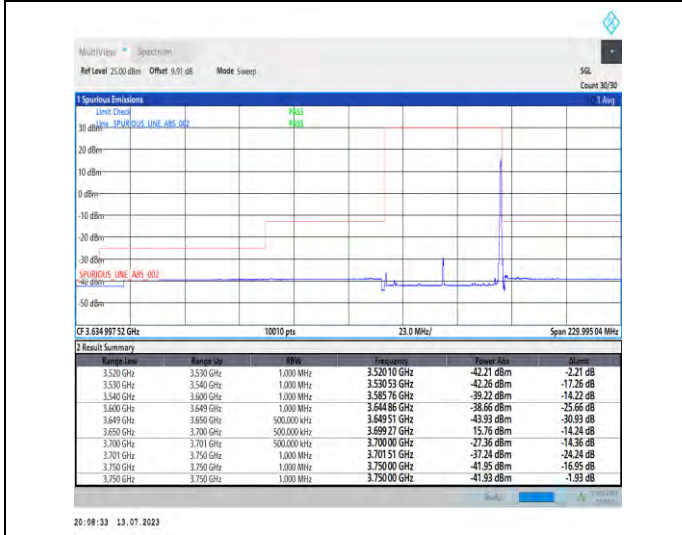 MultiView Spectrum
Ref Level 25.00 dBm Offset 9.91 dB Mode Sweep SGL
Count 30/30
1 Spurious Emissions 1 Avg
Limit Check PASS
30 dBm Line SPURIOUS_LINE_ABS_002 PASS
20 dBm
10 dBm
0 dBm
-10 dBm
-20 dBm
-30 dBm
SPURIOUS_LINE_ABS_002
-40 dBm
-50 dBm
CF 3.634 997 52 GHz 10010 pts 23.0 MHz/ Span 229.995 04 MHz
2 Result Summary
Range Low Range Up RBW Frequency Power Abs ΔLimit
3.520 GHz 3.530 GHz 1.000 MHz 3.520 10 GHz -42.21 dBm -2.21 dB
3.530 GHz 3.540 GHz 1.000 MHz 3.530 53 GHz -42.26 dBm -17.26 dB
3.540 GHz 3.600 GHz 1.000 MHz 3.585 76 GHz -39.22 dBm -14.22 dB
3.600 GHz 3.649 GHz 1.000 MHz 3.644 86 GHz -38.66 dBm -25.66 dB
3.649 GHz 3.650 GHz 500.000 kHz 3.649 51 GHz -43.93 dBm -30.93 dB
3.650 GHz 3.700 GHz 500.000 kHz 3.699 27 GHz 15.76 dBm -14.24 dB
3.700 GHz 3.701 GHz 500.000 kHz 3.700 00 GHz -27.36 dBm -14.36 dB
3.701 GHz 3.750 GHz 1.000 MHz 3.701 51 GHz -37.24 dBm -24.24 dB
3.750 GHz 3.750 GHz 1.000 MHz 3.750 00 GHz -41.95 dBm -16.95 dB
3.750 GHz 3.750 GHz 1.000 MHz 3.750 00 GHz -41.93 dBm -1.93 dB
Ready
20:08:33 13.07.2023